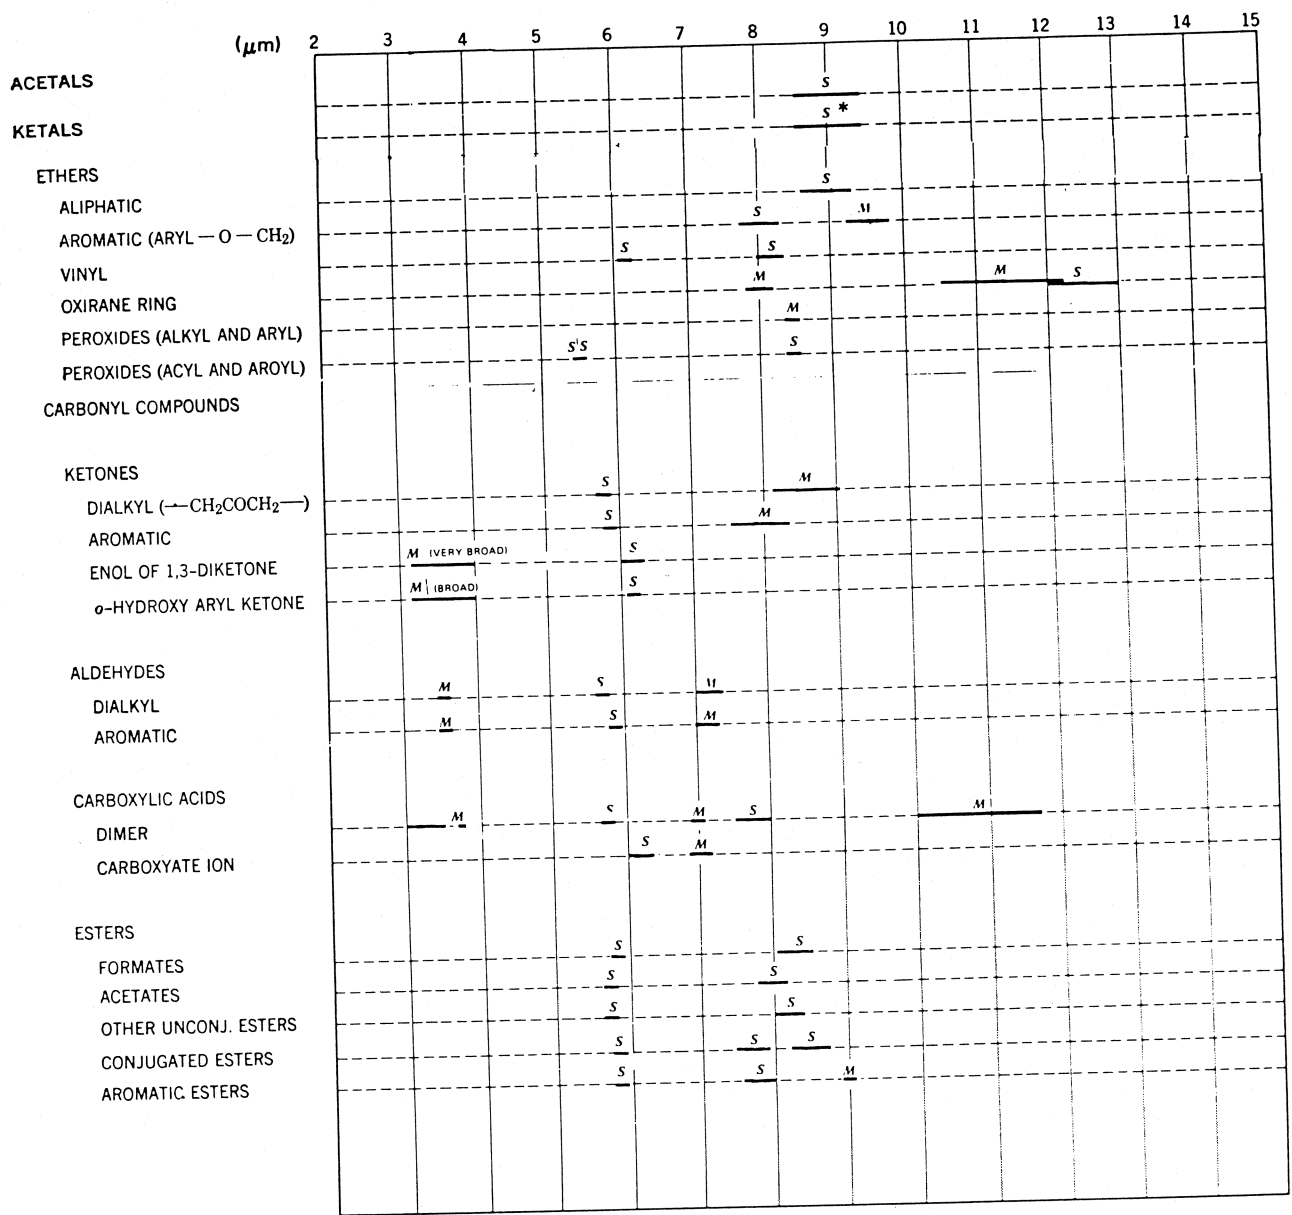 (μm) 2 3 4 5 6 7 8 9 10 11 12 13 14 15
ACETALS S
S *
KETALS
ETHERS S
ALIPHATIC S M
AROMATIC (ARYL — O — CH₂) S S
VINYL M M S
OXIRANE RING M
PEROXIDES (ALKYL AND ARYL) S'S S
PEROXIDES (ACYL AND AROYL)
CARBONYL COMPOUNDS
KETONES S M
DIALKYL (—CH₂COCH₂—) S M
AROMATIC M (VERY BROAD) S
ENOL OF 1,3-DIKETONE M (BROAD) S
o-HYDROXY ARYL KETONE
ALDEHYDES M S M
DIALKYL M S M
AROMATIC
CARBOXYLIC ACIDS M S M S M
DIMER S M
CARBOXYATE ION
ESTERS S S
FORMATES S S
ACETATES S
OTHER UNCONJ. ESTERS S S S
CONJUGATED ESTERS S S M
AROMATIC ESTERS